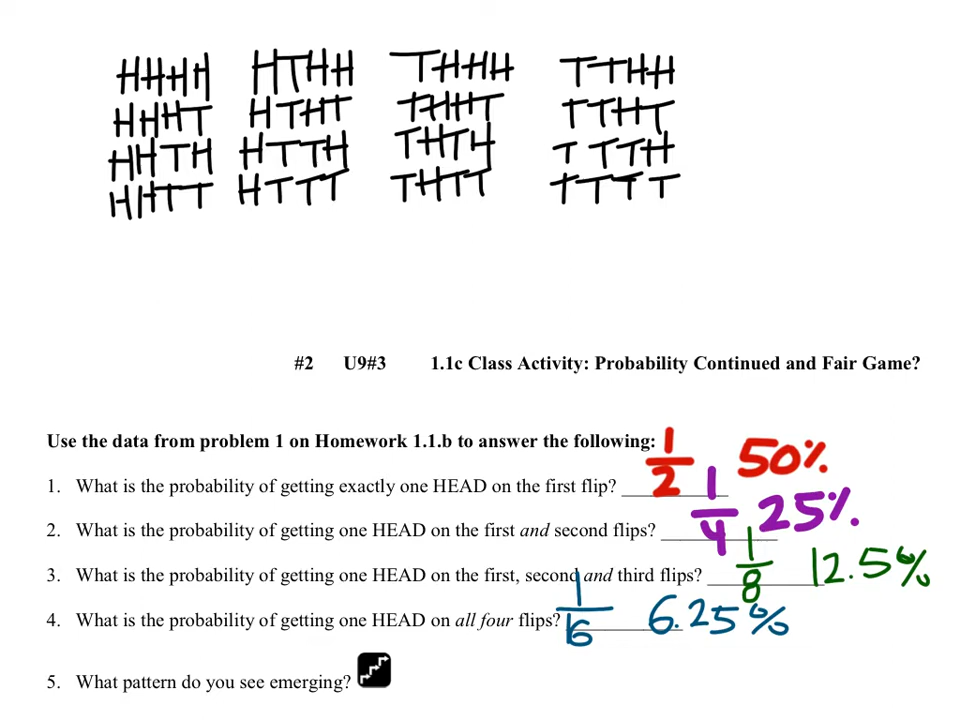 HHHH HTHH THHH TTHH
HHHT HTHT THHT TTHT
HHTH HTTH THTH TTTH
HHTT HTTT THTT TTTT
#2 U9#3 1.1c Class Activity: Probability Continued and Fair Game?
Use the data from problem 1 on Homework 1.1.b to answer the following:
1. What is the probability of getting exactly one HEAD on the first flip? 1/2 50%
2. What is the probability of getting one HEAD on the first and second flips? 1/4 25%
3. What is the probability of getting one HEAD on the first, second and third flips? 1/8 12.5%
4. What is the probability of getting one HEAD on all four flips? 1/16 6.25%
5. What pattern do you see emerging?